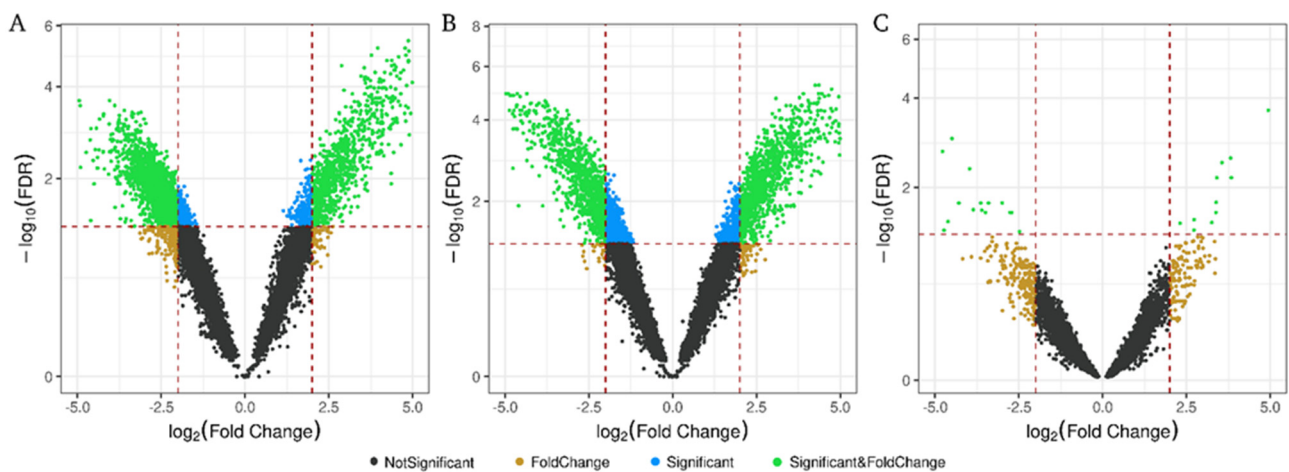 A
6
4
2
0
−log10(FDR)
-5.0 -2.5 0.0 2.5 5.0
log2(Fold Change)
B
8
6
4
2
0
−log10(FDR)
-5.0 -2.5 0.0 2.5 5.0
log2(Fold Change)
C
6
4
2
0
−log10(FDR)
-5.0 -2.5 0.0 2.5 5.0
log2(Fold Change)
NotSignificant FoldChange Significant Significant&FoldChange